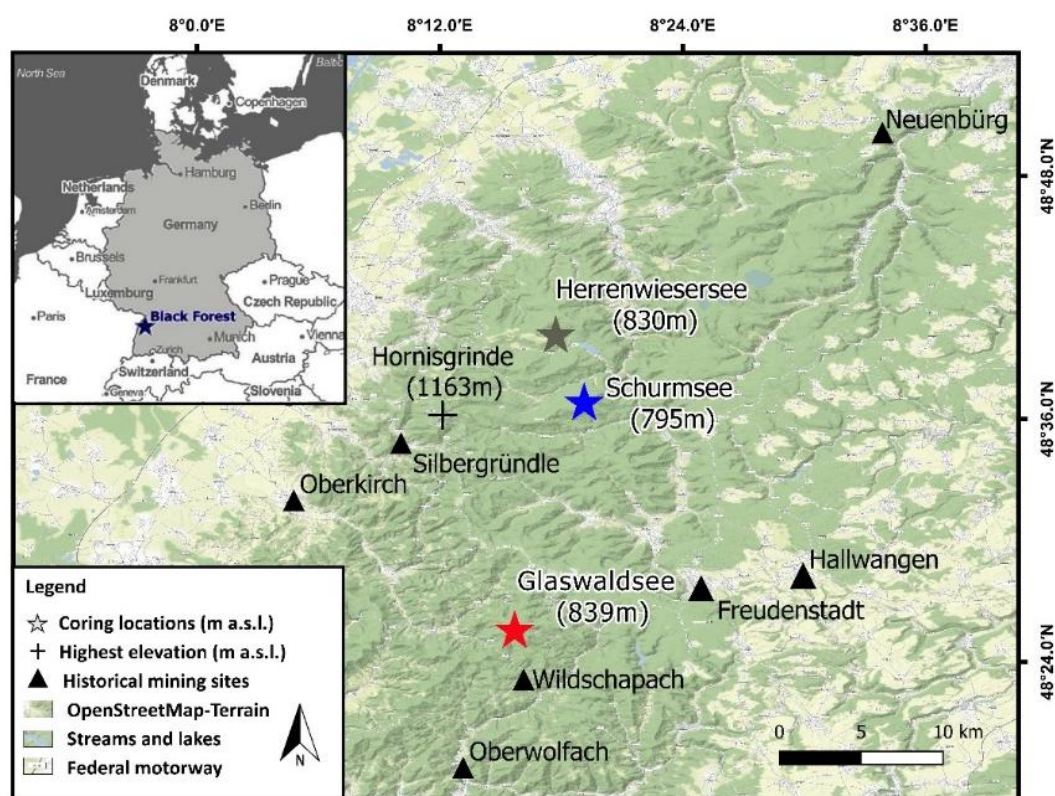 8°0'E
8°12'E
8°24'E
8°36'E
North Sea
Baltic
Denmark
Copenhagen
Hamburg
Netherlands
Amsterdam
Berlin
Germany
Brussels
Frankfurt
Prague
Luxemburg
Czech Republic
Paris
Black Forest
Munich
Vienna
Zurich
Austria
Switzerland
France
Geneva
Slovenia
Neuenbürg
48°48.0'N
Herrenwiesersee
(830m)
Hornisgrinde
(1163m)
Schurmsee
(795m)
48°36.0'N
Silbergründle
Oberkirch
Hallwangen
Glaswaldsee
(839m)
Freudenstadt
48°24.0'N
Wildschapach
Oberwolfach
0 5 10 km
Legend
Coring locations (m a.s.l.)
Highest elevation (m a.s.l.)
Historical mining sites
OpenStreetMap-Terrain
Streams and lakes
Federal motorway
N